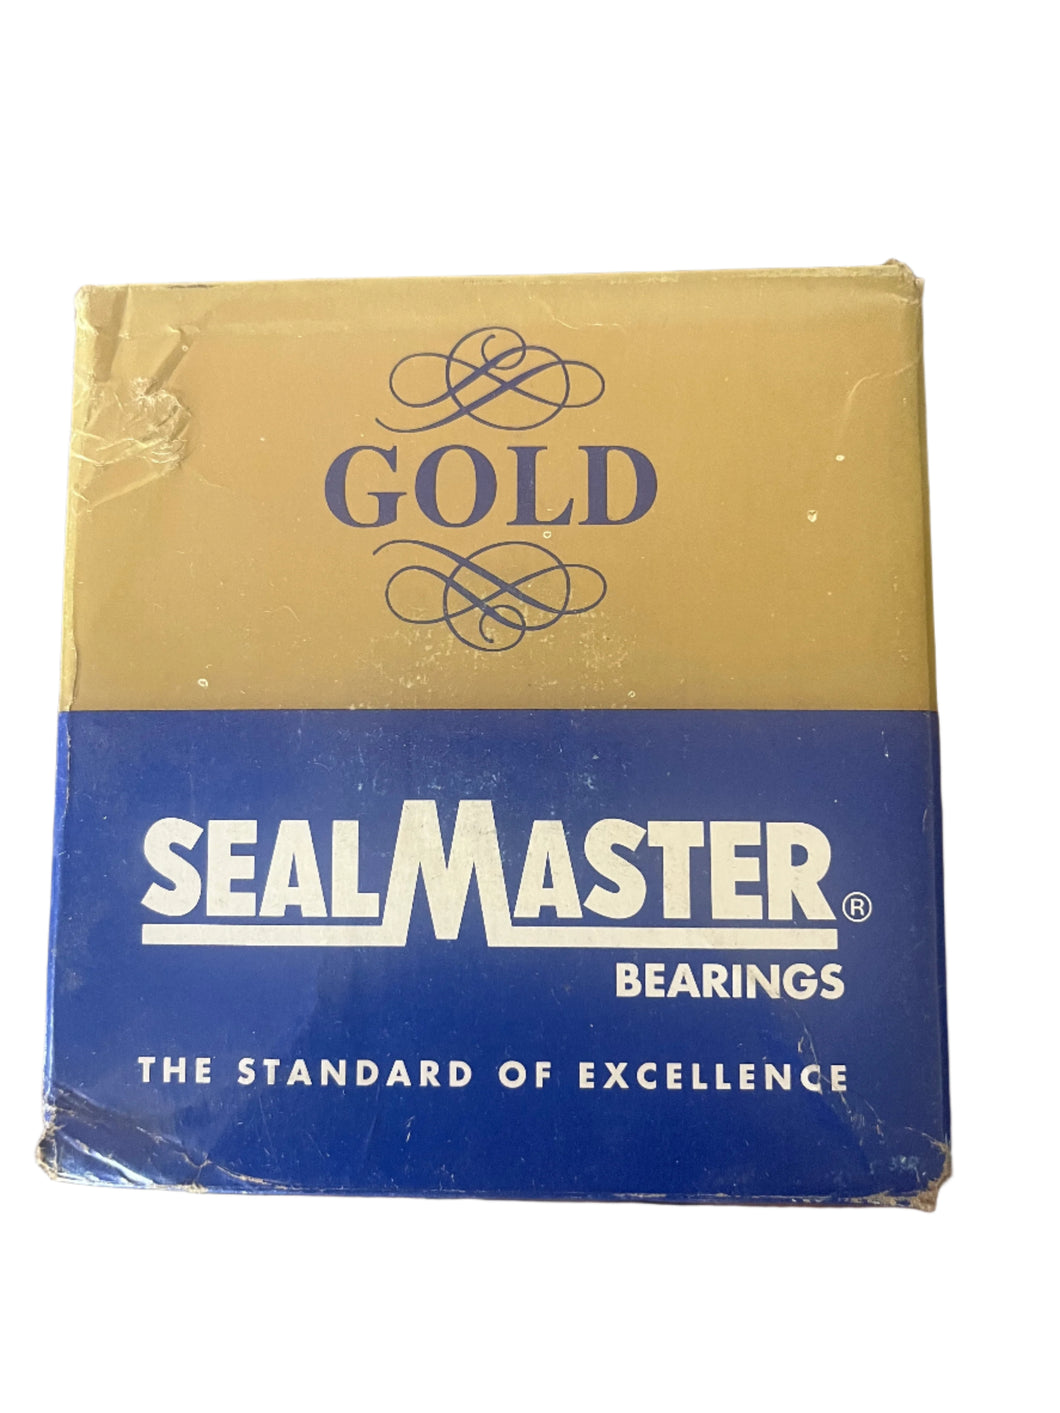 GOLD
SEALMASTER®
BEARINGS
THE STANDARD OF EXCELLENCE